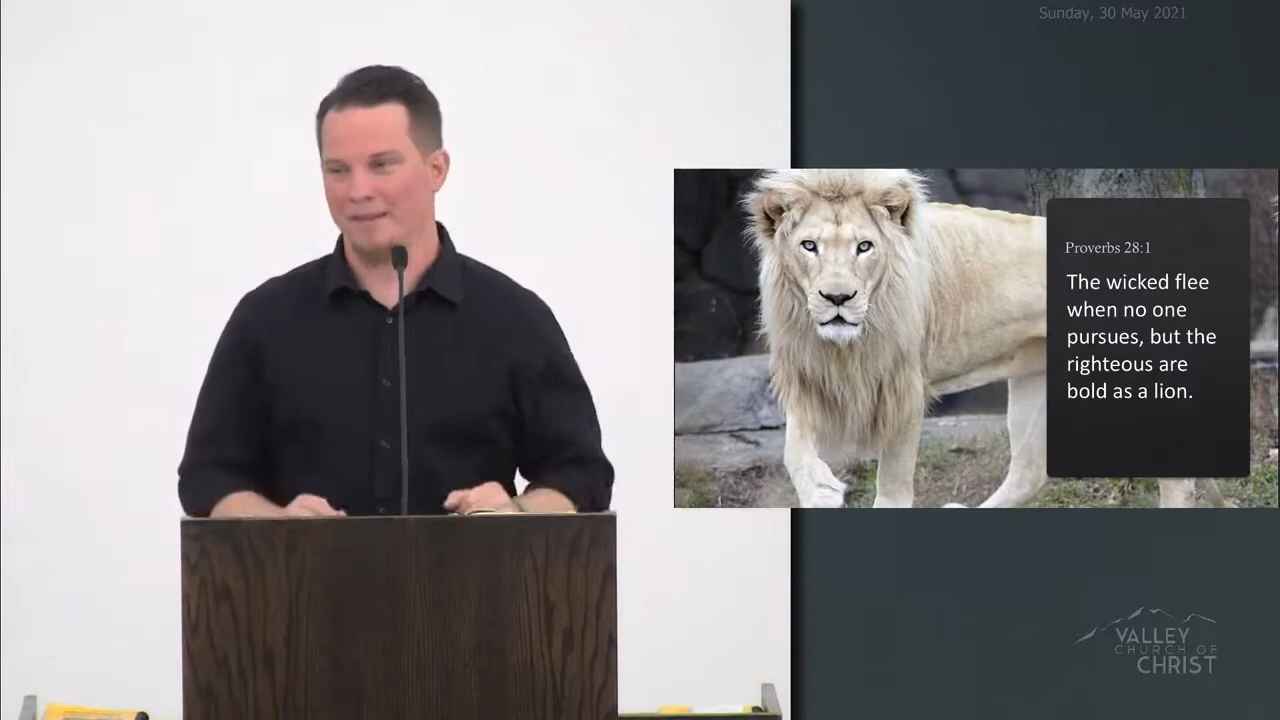 Sunday, 30 May 2021
Proverbs 28:1
The wicked flee
when no one
pursues, but the
righteous are
bold as a lion.
VALLEY
CHURCH OF
CHRIST